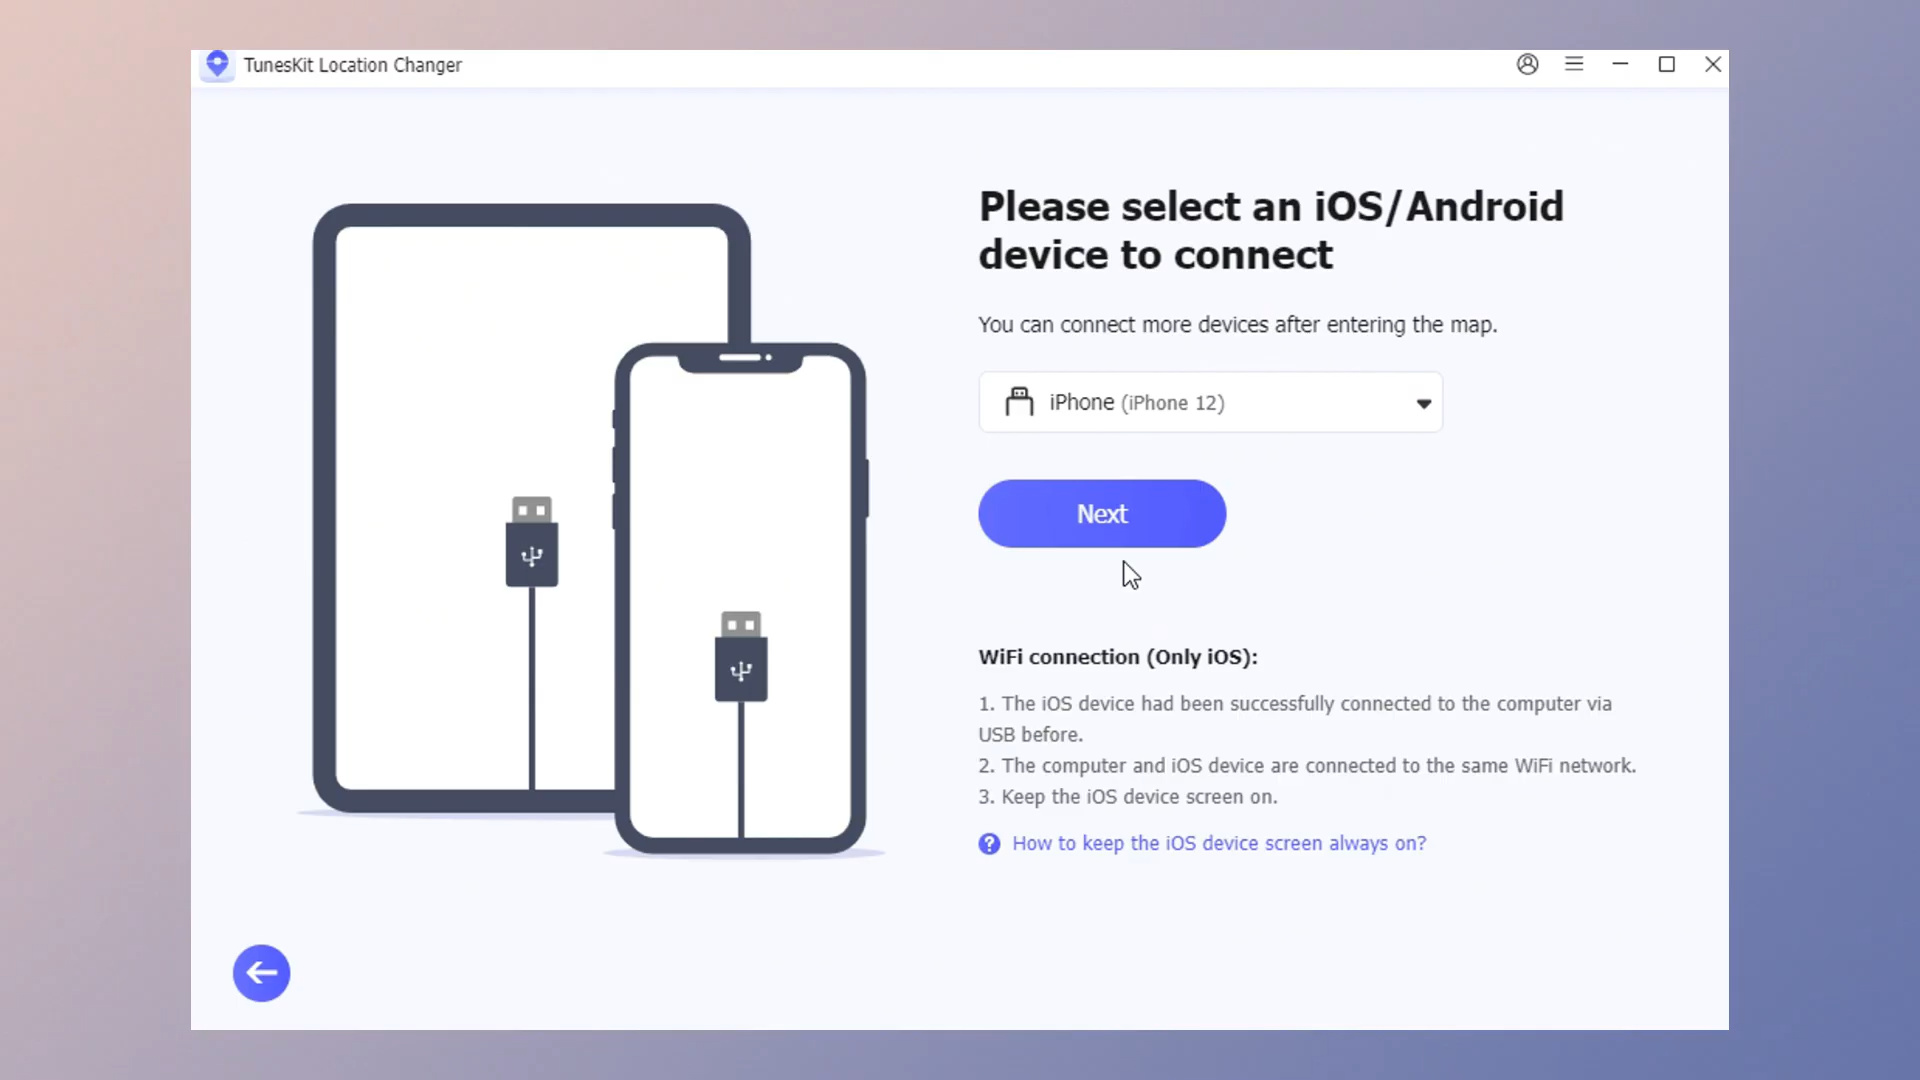 TunesKit Location Changer
Please select an iOS/Android
device to connect
You can connect more devices after entering the map.
iPhone (iPhone 12)
Next
WiFi connection (Only iOS):
1. The iOS device had been successfully connected to the computer via
USB before.
2. The computer and iOS device are connected to the same WiFi network.
3. Keep the iOS device screen on.
? How to keep the iOS device screen always on?